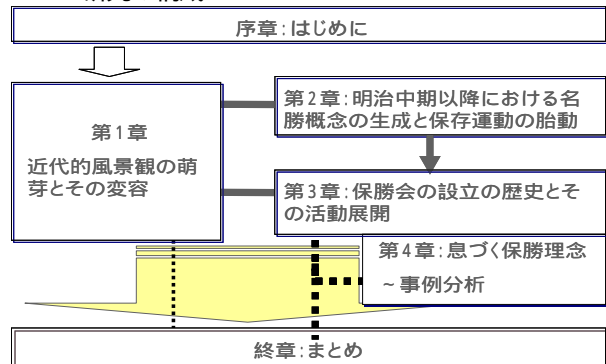 序章:はじめに
第1章
近代的風景観の萌
芽とその変容
第2章:明治中期以降における名
勝概念の生成と保存運動の胎動
第3章:保勝会の設立の歴史とそ
の活動展開
第4章:息づく保勝理念
~事例分析
終章:まとめ